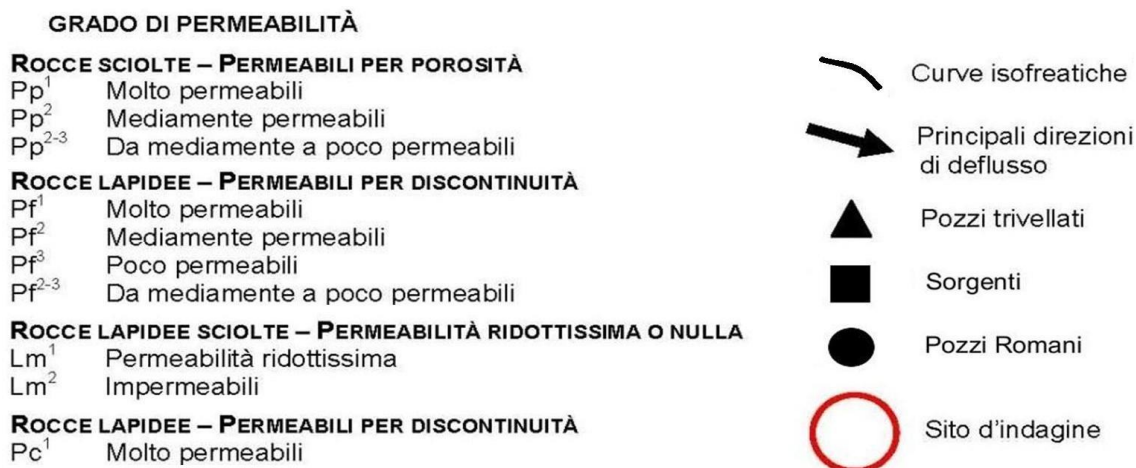 GRADO DI PERMEABILITÀ
ROCCE SCIOLTE – PERMEABILI PER POROSITÀ
Pp¹ Molto permeabili
Pp² Mediamente permeabili
Pp²⁻³ Da mediamente a poco permeabili
ROCCE LAPIDEE – PERMEABILI PER DISCONTINUITÀ
Pf¹ Molto permeabili
Pf² Mediamente permeabili
Pf³ Poco permeabili
Pf²⁻³ Da mediamente a poco permeabili
ROCCE LAPIDEE SCIOLTE – PERMEABILITÀ RIDOTTISSIMA O NULLA
Lm¹ Permeabilità ridottissima
Lm² Impermeabili
ROCCE LAPIDEE – PERMEABILI PER DISCONTINUITÀ
Pc¹ Molto permeabili
Curve isofreatiche
Principali direzioni
di deflusso
Pozzi trivellati
Sorgenti
Pozzi Romani
Sito d'indagine